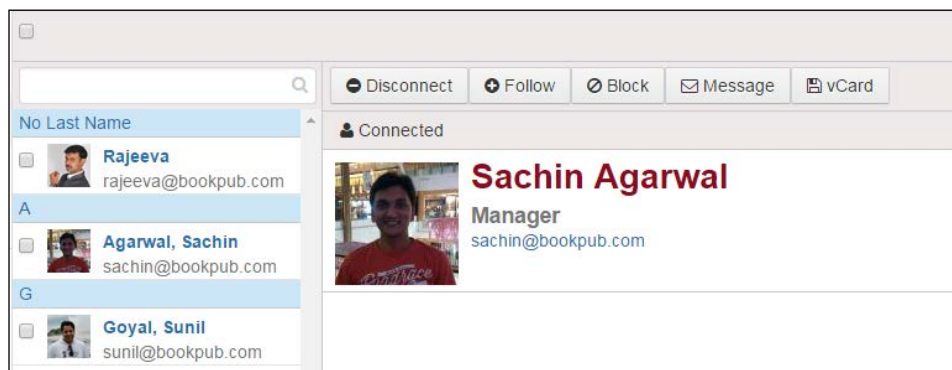 Disconnect Follow Block Message vCard
No Last Name
Rajeeva
rajeeva@bookpub.com
A
Agarwal, Sachin
sachin@bookpub.com
G
Goyal, Sunil
sunil@bookpub.com
Connected
Sachin Agarwal
Manager
sachin@bookpub.com